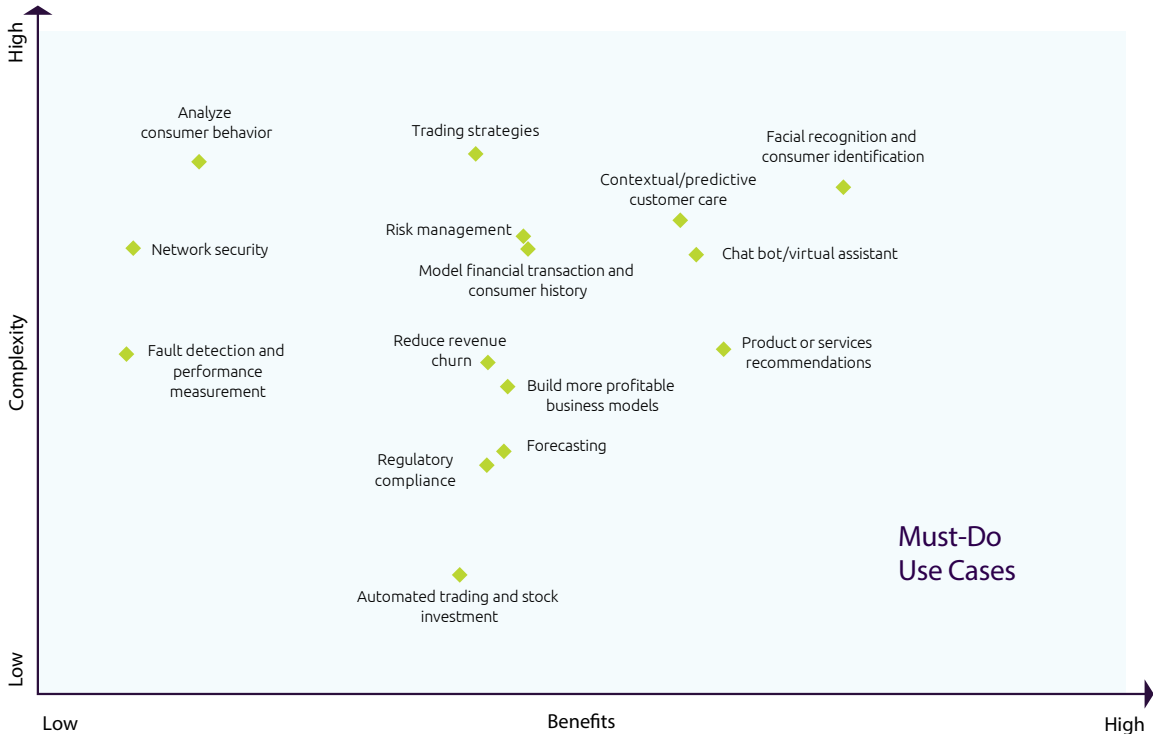 High
Analyze
consumer behavior
Trading strategies
Facial recognition and
consumer identification
Contextual/predictive
customer care
Risk management
Network security
Model financial transaction and
consumer history
Chat bot/virtual assistant
Complexity
Fault detection and
performance
measurement
Reduce revenue
churn
Product or services
recommendations
Build more profitable
business models
Forecasting
Regulatory
compliance
Must-Do
Use Cases
Automated trading and stock
investment
Low
Low
Benefits
High